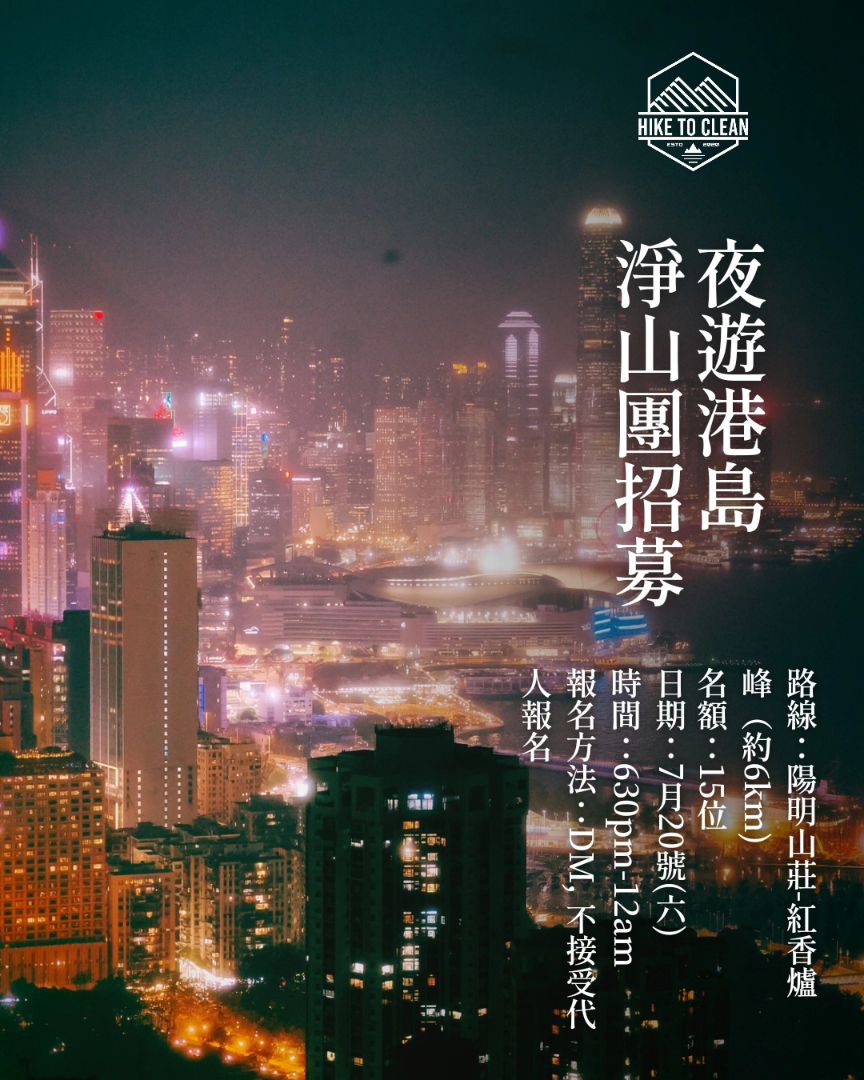 HIKE TO CLEAN
ESTD 2020
夜遊港島
淨山團招募
路線：陽明山莊-紅香爐
峰（約6km）
名額：15位
日期：7月20號(六)
時間：630pm-12am
報名方法：DM, 不接受代
人報名